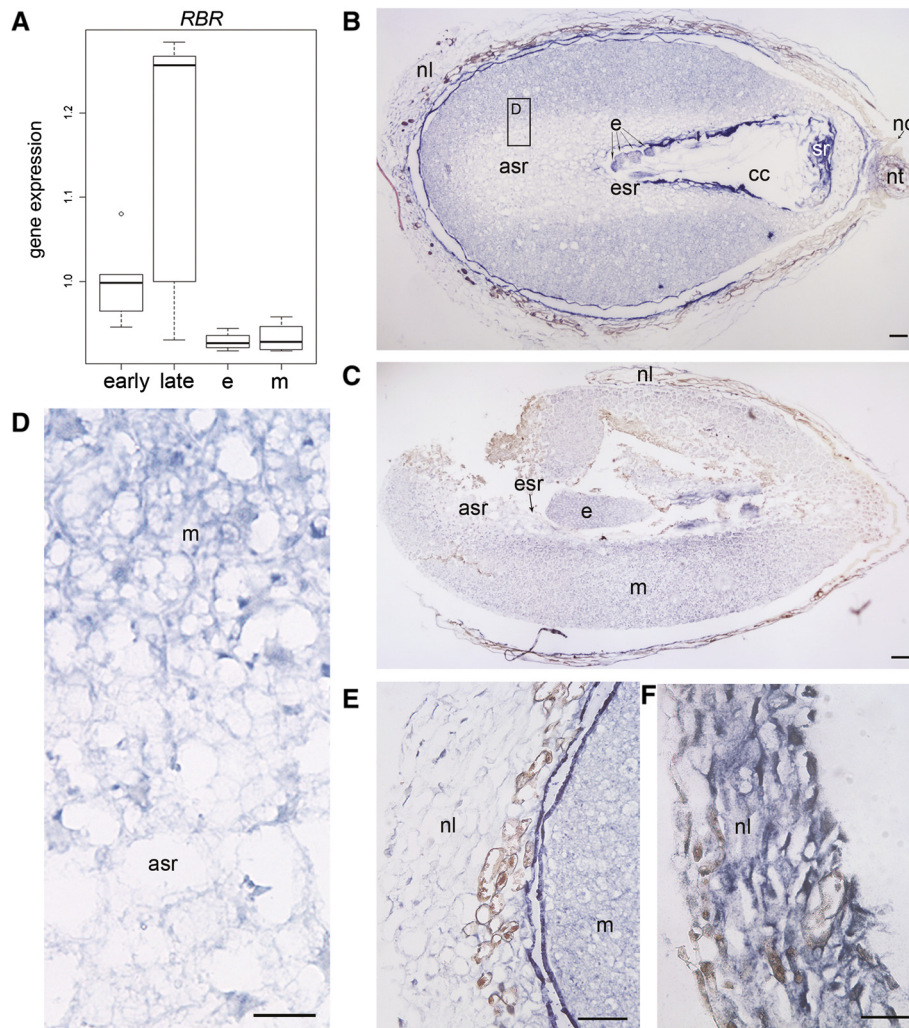 A
RBR
gene expression
1.2
1.1
1.0
early late e m
B
nl
D
e
asr
esr
cc
sr
nc
nt
C
nl
esr
asr
e
m
D
m
asr
E
nl
m
F
nl